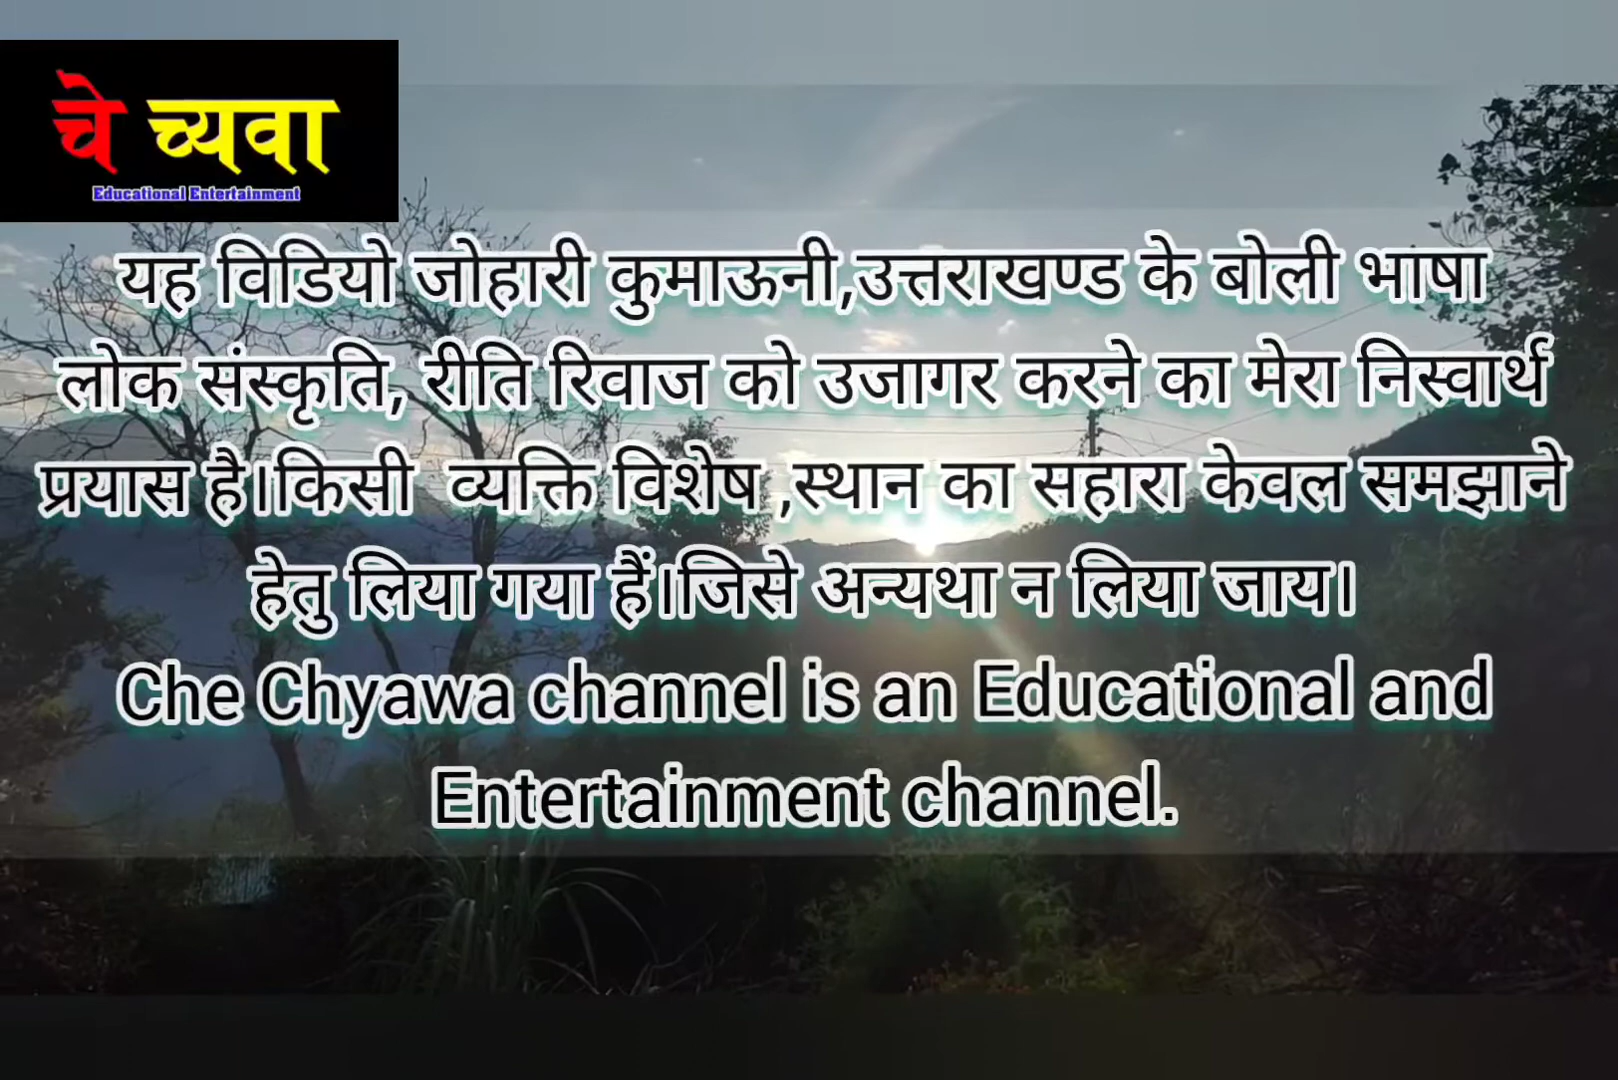 चे च्यवा
Educational Entertainment
यह विडियो जोहारी कुमाऊनी,उत्तराखण्ड के बोली भाषा
लोक संस्कृति, रीति रिवाज को उजागर करने का मेरा निस्वार्थ
प्रयास है।किसी व्यक्ति विशेष ,स्थान का सहारा केवल समझाने
हेतु लिया गया हैं।जिसे अन्यथा न लिया जाय।
Che Chyawa channel is an Educational and
Entertainment channel.